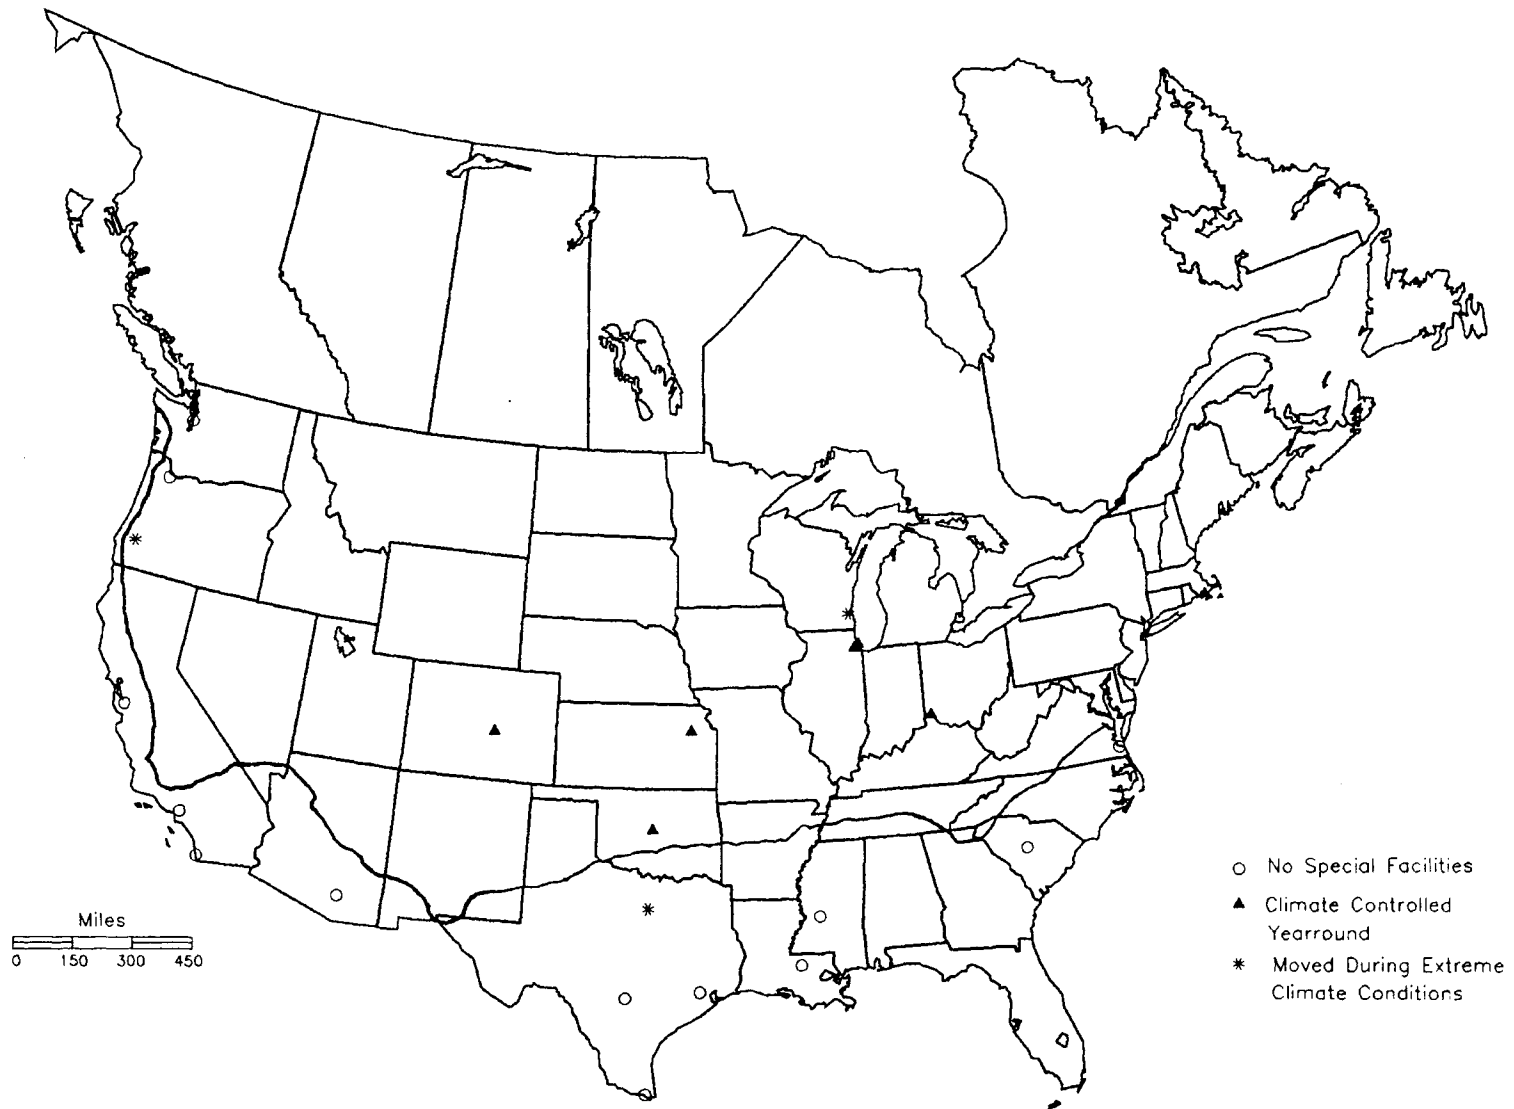 No Special Facilities
Climate Controlled
Yearround
Moved During Extreme
Climate Conditions
Miles
0 150 300 450